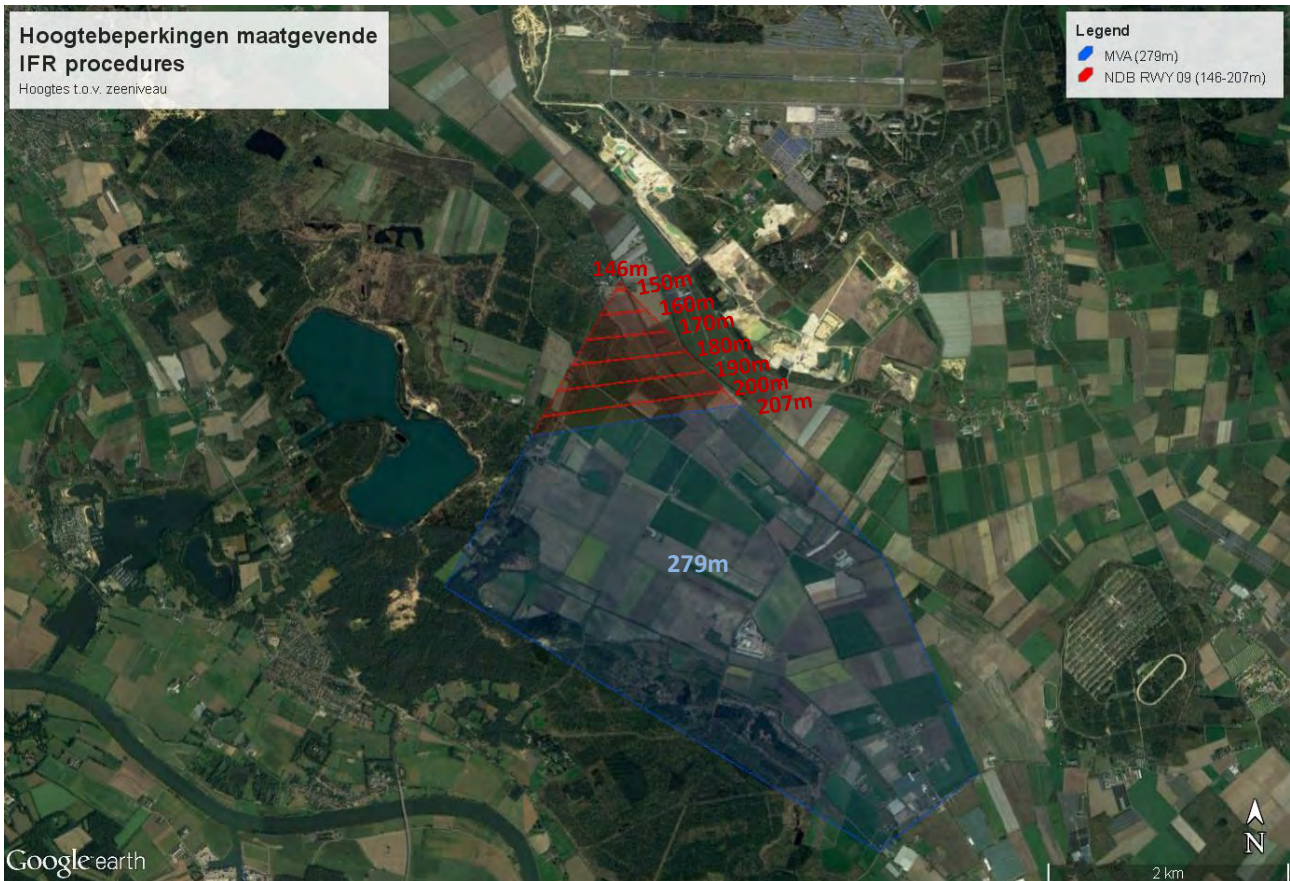 Hoogtebeperkingen maatgevende
IFR procedures
Hoogtes t.o.v. zeeniveau
Legend
MVA (279m)
NDB RWY 09 (146-207m)
146m
150m
160m
170m
180m
190m
200m
207m
279m
N
Google earth
2 km